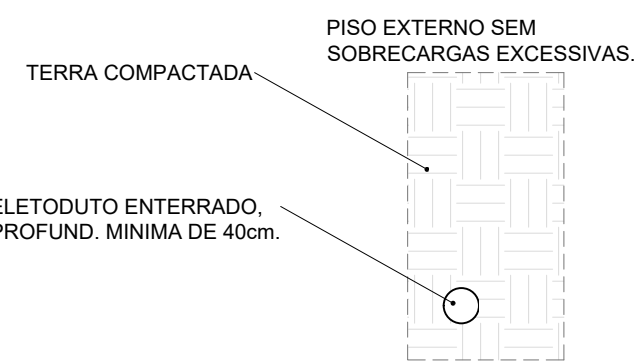 PISO EXTERNO SEM
SOBRECARGAS EXCESSIVAS.
TERRA COMPACTADA
ELETODUTO ENTERRADO,
PROFUND. MINIMA DE 40cm.